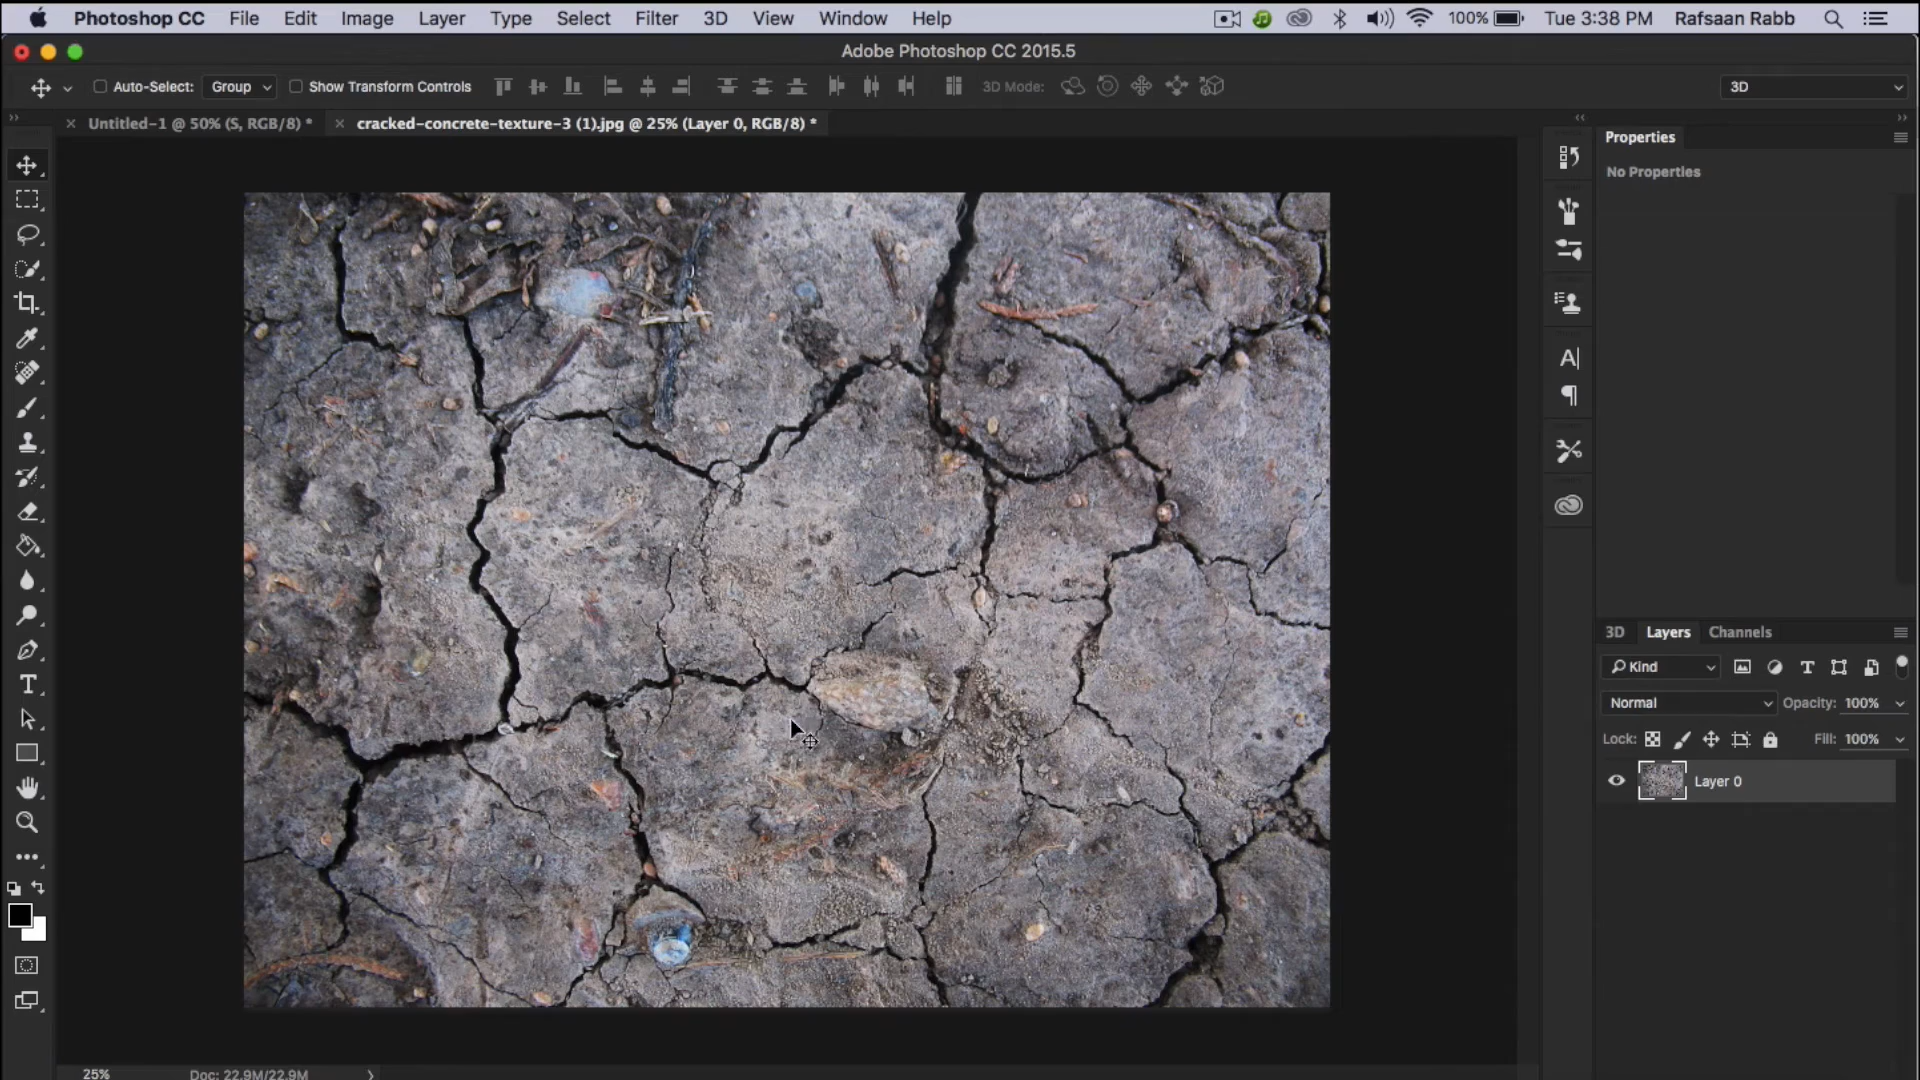 Photoshop CC File Edit Image Layer Type Select Filter 3D View Window Help 100% Tue 3:38 PM Rafsaan Rabb
Adobe Photoshop CC 2015.5
Auto-Select: Group Show Transform Controls 3D Mode: 3D
Untitled-1 @ 50% (S, RGB/8) * cracked-concrete-texture-3 (1).jpg @ 25% (Layer 0, RGB/8) *
Properties
No Properties
3D Layers Channels
Kind
Normal Opacity: 100%
Lock: Fill: 100%
Layer 0
25% Doc: 22.9M/22.9M